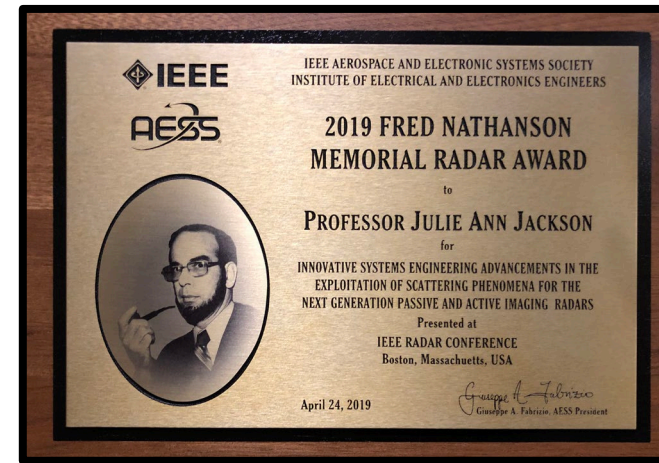 IEEE
AESS
IEEE AEROSPACE AND ELECTRONIC SYSTEMS SOCIETY
INSTITUTE OF ELECTRICAL AND ELECTRONICS ENGINEERS
2019 FRED NATHANSON
MEMORIAL RADAR AWARD
to
PROFESSOR JULIE ANN JACKSON
for
INNOVATIVE SYSTEMS ENGINEERING ADVANCEMENTS IN THE
EXPLOITATION OF SCATTERING PHENOMENA FOR THE
NEXT GENERATION PASSIVE AND ACTIVE IMAGING RADARS
Presented at
IEEE RADAR CONFERENCE
Boston, Massachuetts, USA
April 24, 2019
Giuseppe A. Fabrizio
Giuseppe A. Fabrizio, AESS President